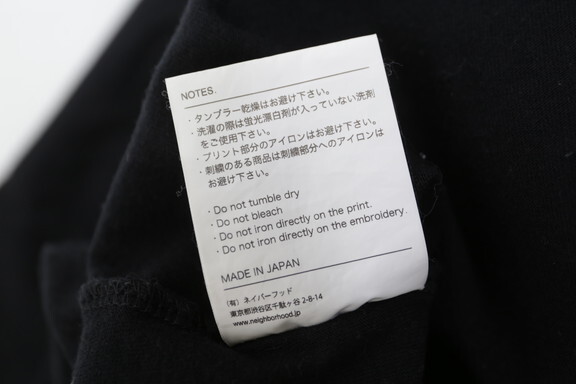 NOTES.
・タンブラー乾燥はお避け下さい。
・洗濯の際は蛍光漂白剤が入っていない洗剤
をご使用下さい。
・プリント部分のアイロンはお避け下さい。
・刺繍のある商品は刺繍部分へのアイロンは
お避け下さい。
・Do not tumble dry
・Do not bleach
・Do not iron directly on the print.
・Do not iron directly on the embroidery.
MADE IN JAPAN
(有) ネイバーフッド
東京都渋谷区千駄ヶ谷 2-8-14
www.neighborhood.jp